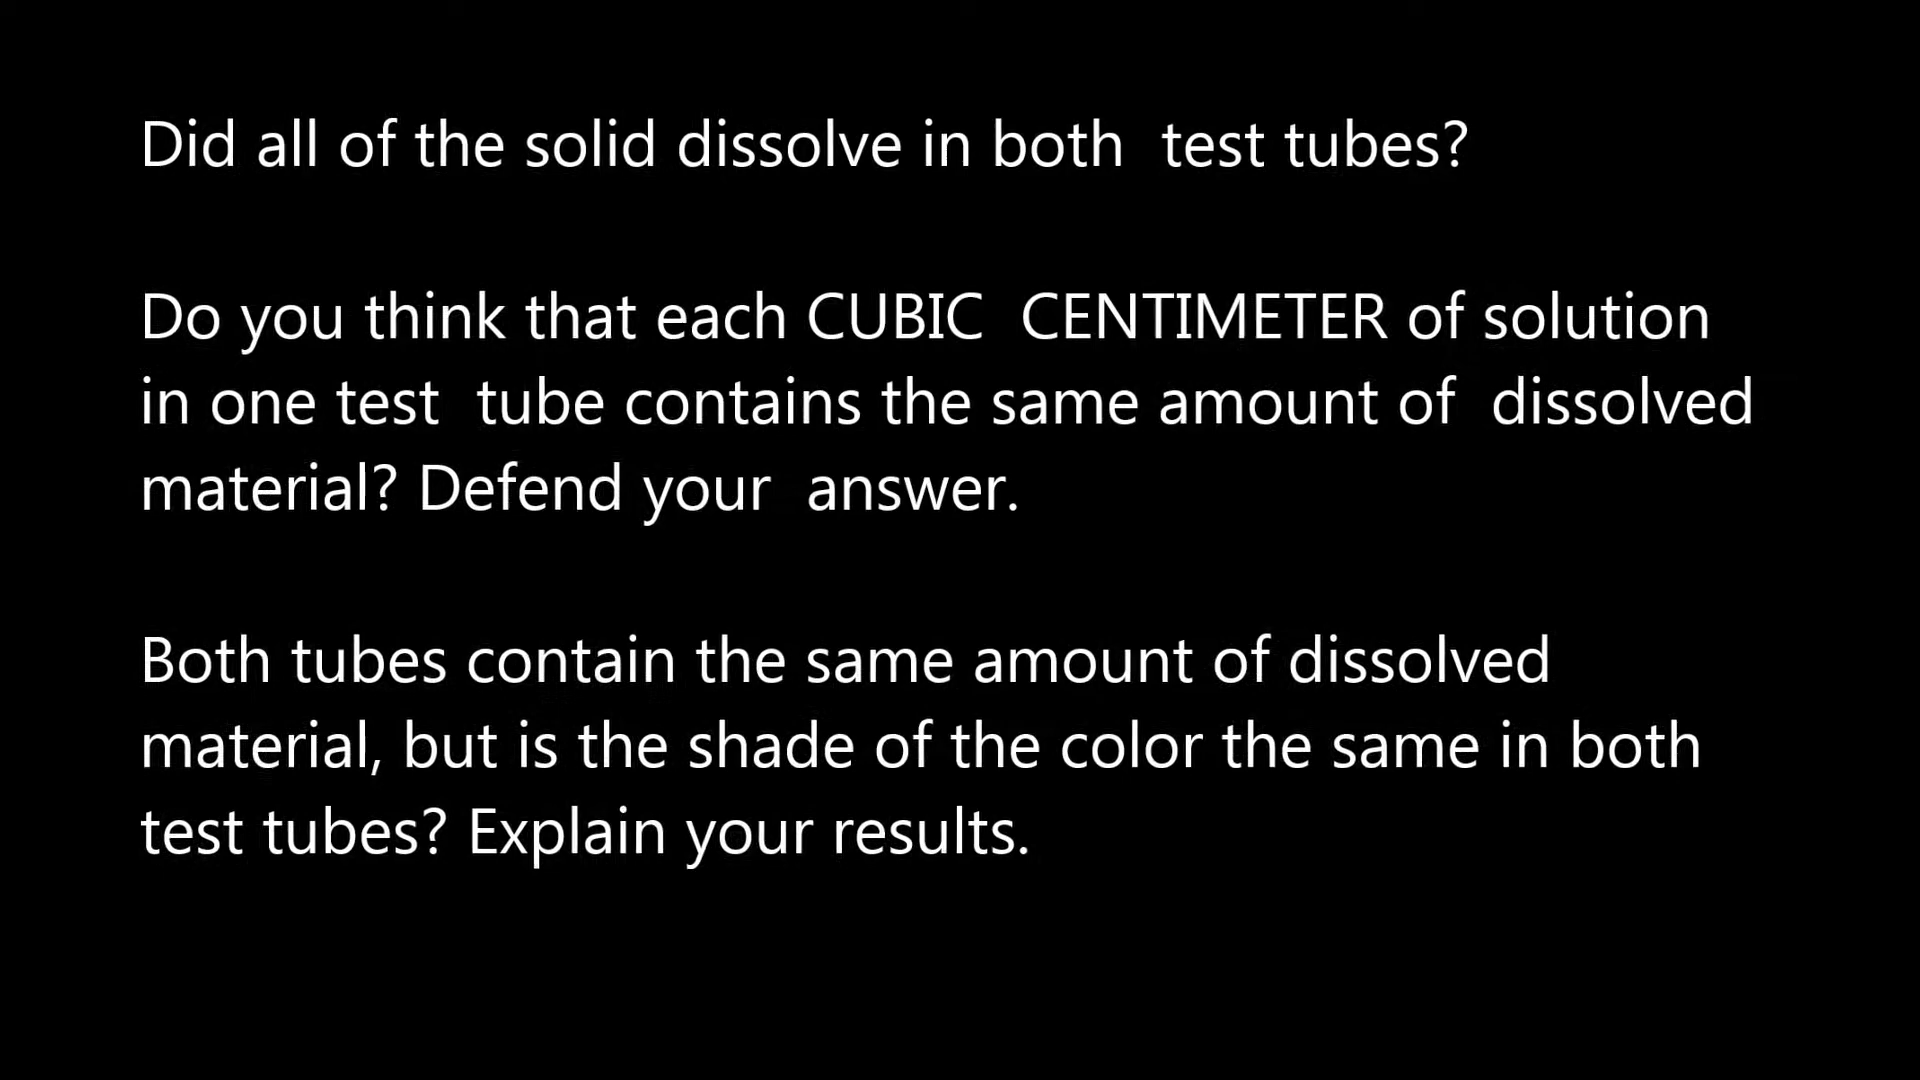 Did all of the solid dissolve in both  test tubes?
Do you think that each CUBIC  CENTIMETER of solution
in one test  tube contains the same amount of  dissolved
material? Defend your  answer.
Both tubes contain the same amount of dissolved
material, but is the shade of the color the same in both
test tubes? Explain your results.